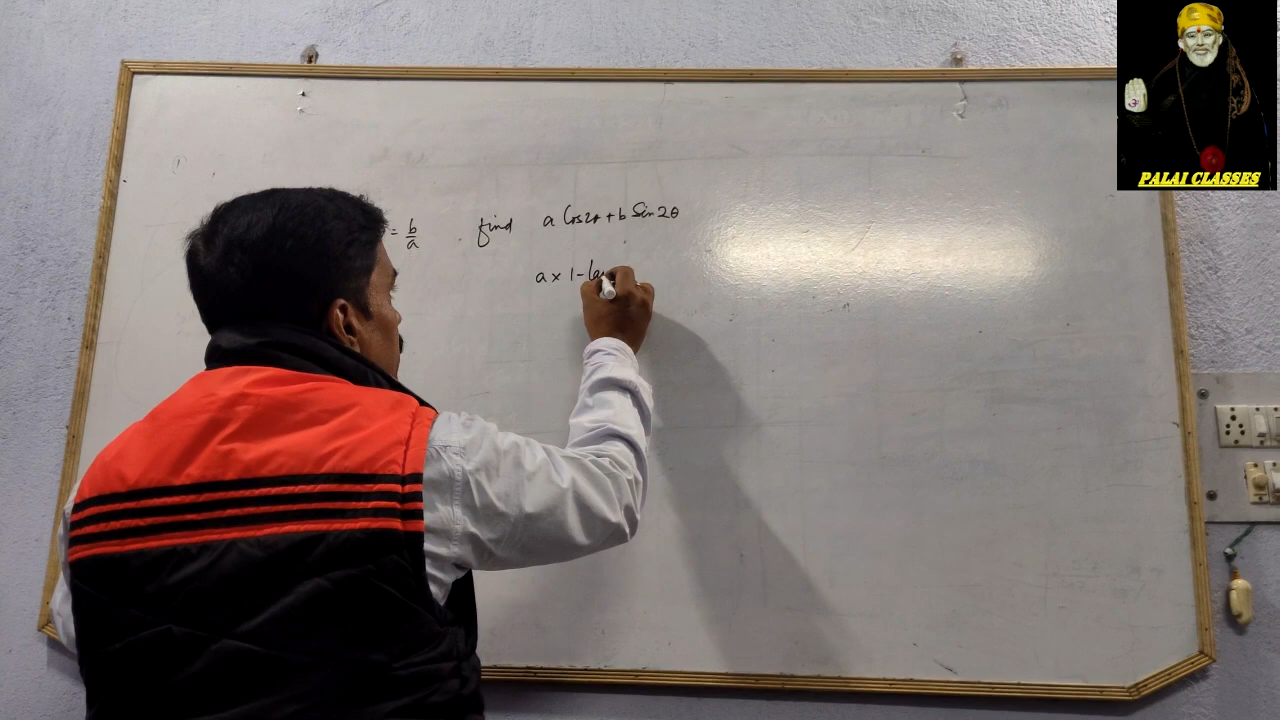 = b/a . find a Cos2θ + b Sin 2θ
a × 1 -
PALAI CLASSES